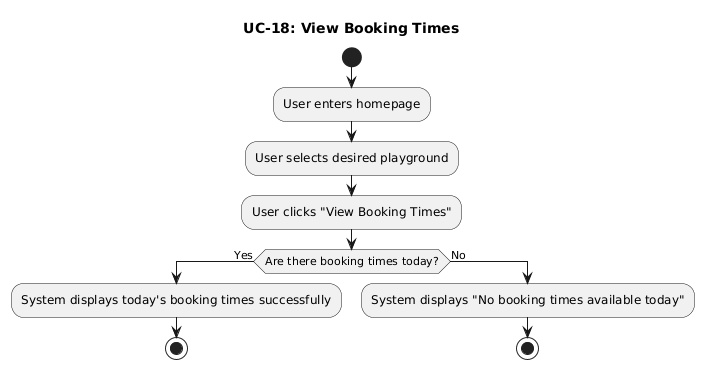 UC-18: View Booking Times
User enters homepage
User selects desired playground
User clicks "View Booking Times"
Are there booking times today?
Yes
No
System displays today's booking times successfully
System displays "No booking times available today"